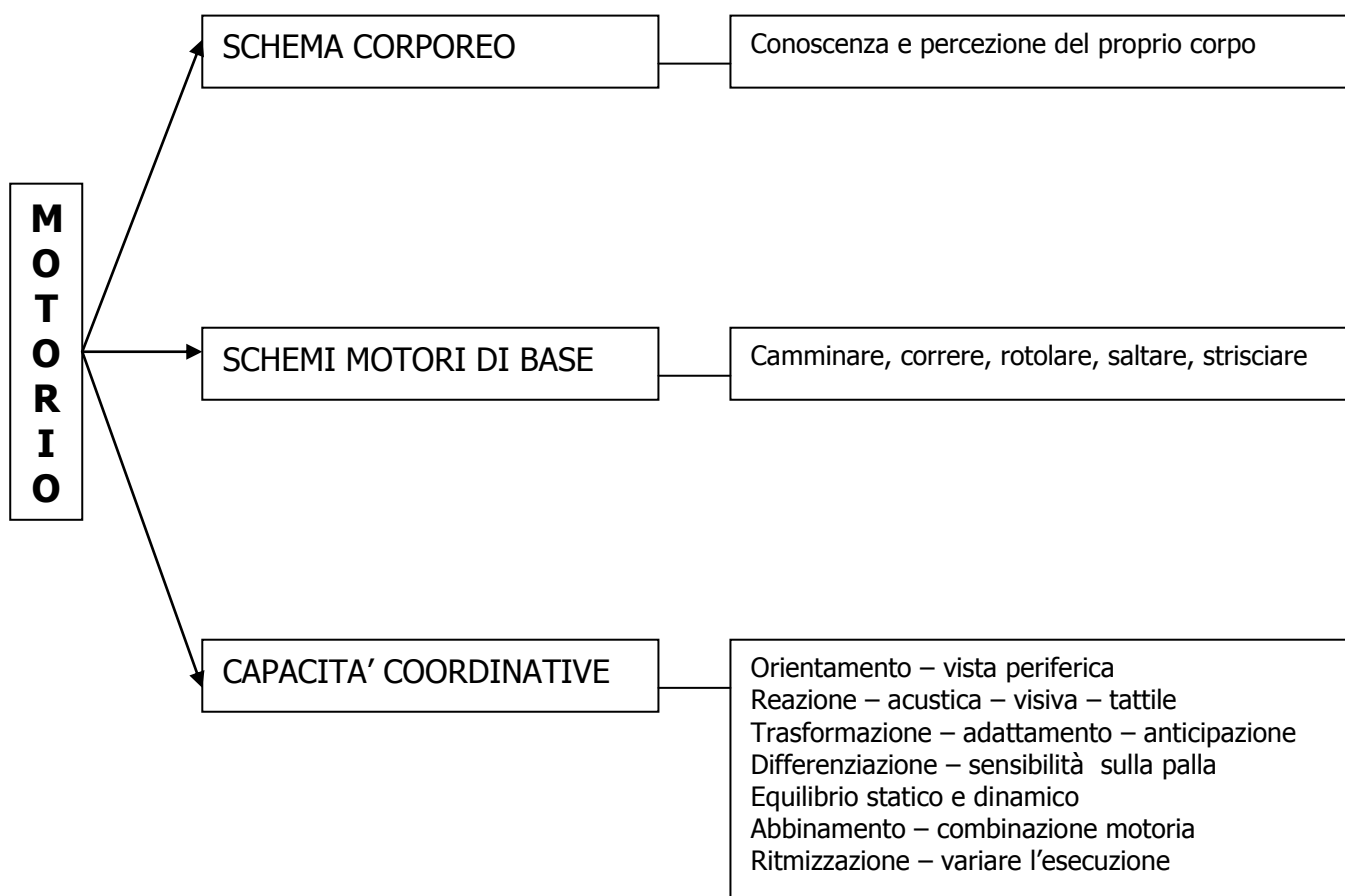 SCHEMA CORPOREO
Conoscenza e percezione del proprio corpo
MOTORIO
SCHEMI MOTORI DI BASE
Camminare, correre, rotolare, saltare, strisciare
CAPACITA’ COORDINATIVE
Orientamento – vista periferica
Reazione – acustica – visiva – tattile
Trasformazione – adattamento – anticipazione
Differenziazione – sensibilità sulla palla
Equilibrio statico e dinamico
Abbinamento – combinazione motoria
Ritmizzazione – variare l’esecuzione